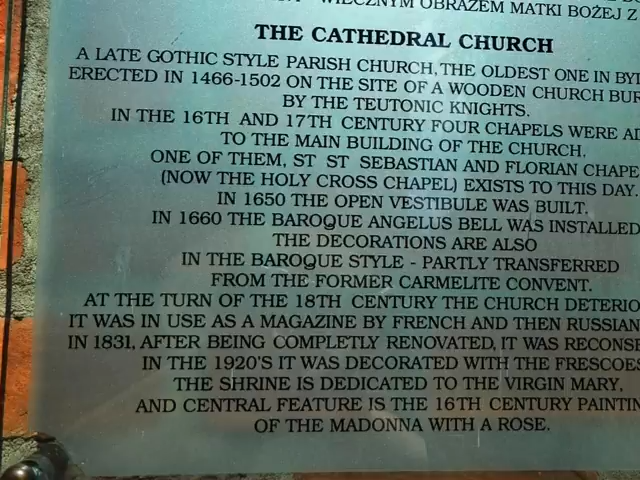 WIECZNYM OBRAZEM MATKI BOŻEJ Z
THE CATHEDRAL CHURCH
A LATE GOTHIC STYLE PARISH CHURCH, THE OLDEST ONE IN
ERECTED IN 1466-1502 ON THE SITE OF A WOODEN CHURCH
BY THE TEUTONIC KNIGHTS.
IN THE 16TH AND 17TH CENTURY FOUR CHAPELS WERE
TO THE MAIN BUILDING OF THE CHURCH.
ONE OF THEM, ST ST SEBASTIAN AND FLORIAN CHAPE
(NOW THE HOLY CROSS CHAPEL) EXISTS TO THIS DAY.
IN 1650 THE OPEN VESTIBULE WAS BUILT.
IN 1660 THE BAROQUE ANGELUS BELL WAS INSTALLED
THE DECORATIONS ARE ALSO
IN THE BAROQUE STYLE - PARTLY TRANSFERRED
FROM THE FORMER CARMELITE CONVENT.
AT THE TURN OF THE 18TH CENTURY THE CHURCH DETERIO
IT WAS IN USE AS A MAGAZINE BY FRENCH AND THEN RUSSIAN
IN 1831, AFTER BEING COMPLETLY RENOVATED, IT WAS RECONSE
IN THE 1920'S IT WAS DECORATED WITH THE FRESCOES
THE SHRINE IS DEDICATED TO THE VIRGIN MARY,
AND CENTRAL FEATURE IS THE 16TH CENTURY PAINTIN
OF THE MADONNA WITH A ROSE.